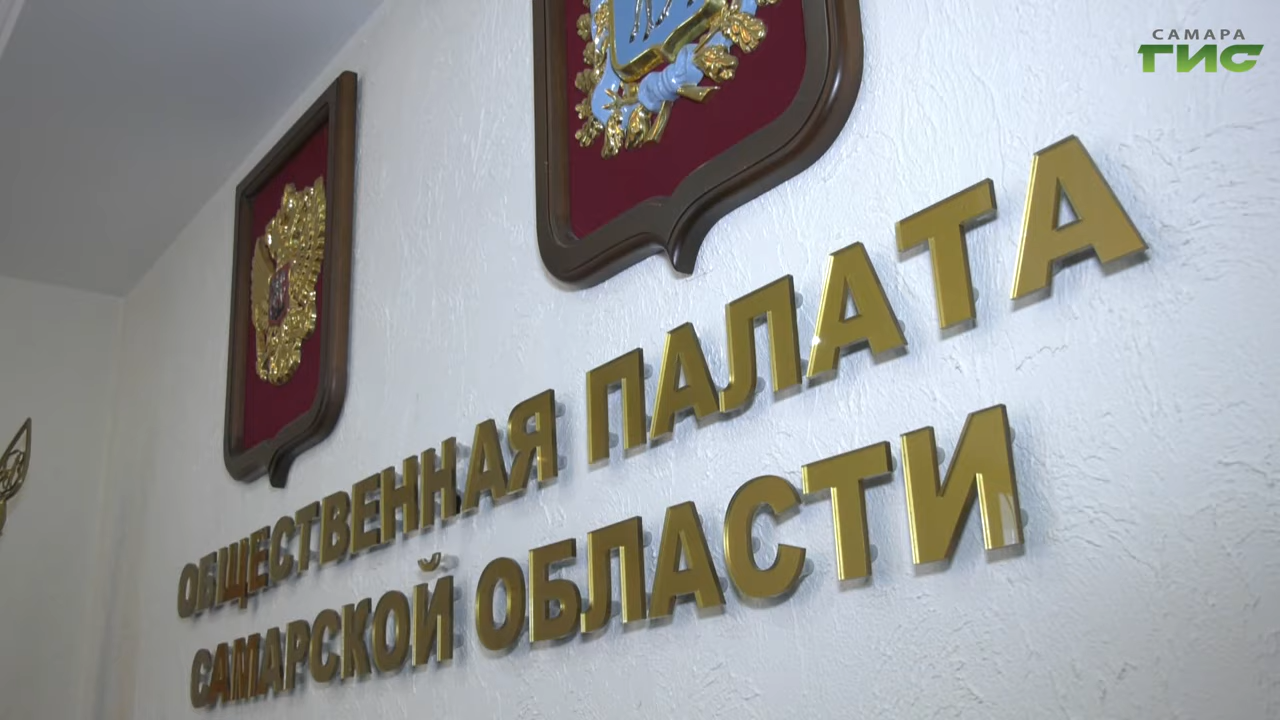 САМАРА
ГИС
ОБЩЕСТВЕННАЯ ПАЛАТА
САМАРСКОЙ ОБЛАСТИ